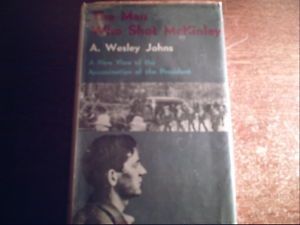 The Man
Who Shot McKinley
A. Wesley Johns
A New View of the
Assassination of the President